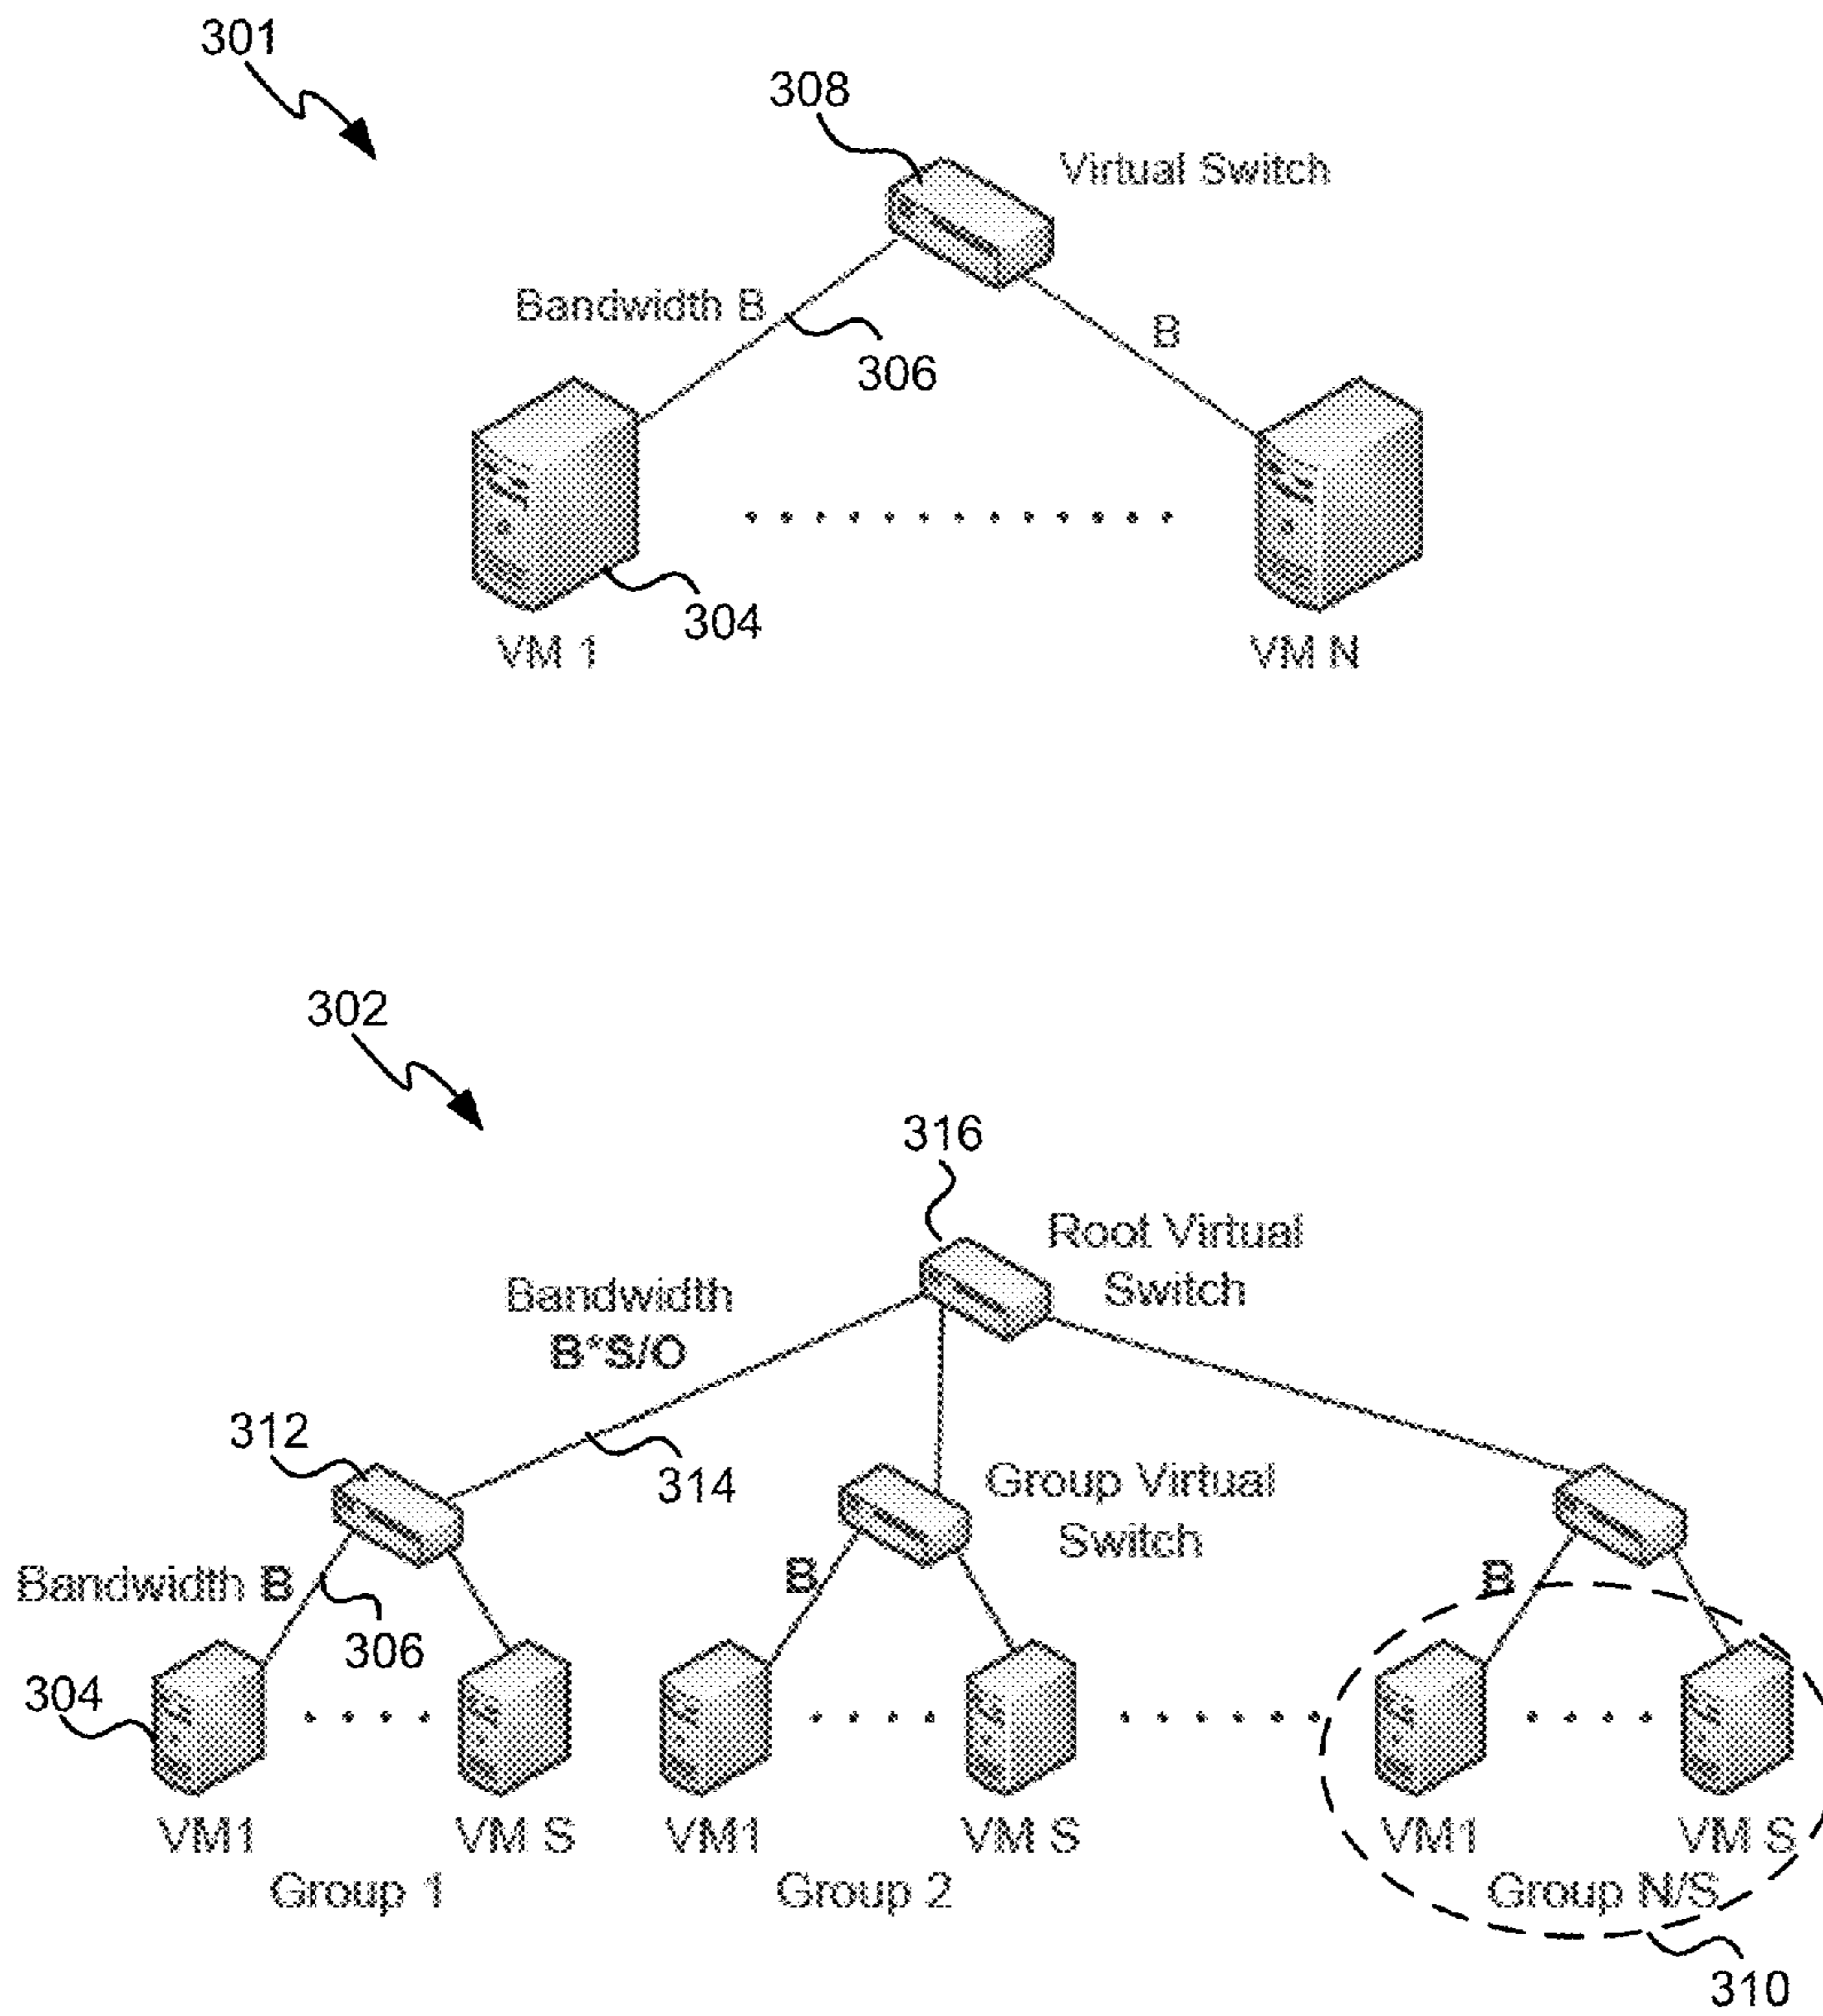 301
308
Virtual Switch
Bandwidth B
B
306
304
VM 1
VM N
302
316
Root Virtual
Switch
Bandwidth
B*S/O
312
314
Group Virtual
Switch
Bandwidth B
B
B
306
304
VM1
VM S
VM1
VM S
VM1
VM S
Group 1
Group 2
Group N/S
310